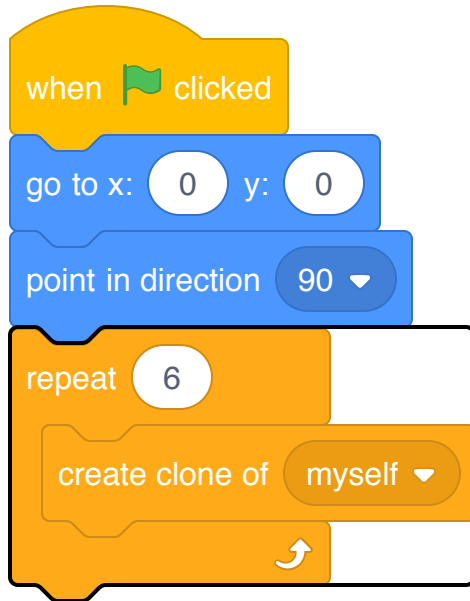 when clicked
go to x: 0 y: 0
point in direction 90
repeat 6
create clone of myself